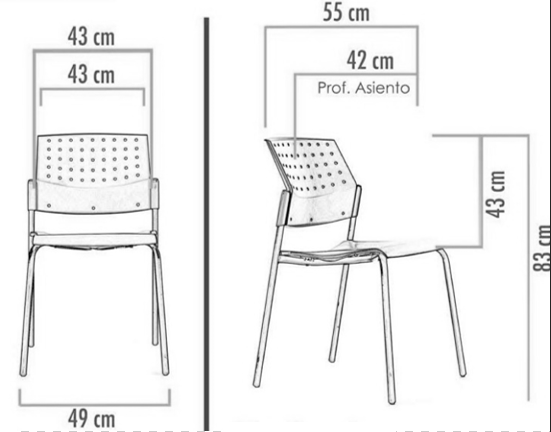 43 cm
43 cm
49 cm
55 cm
42 cm
Prof. Asiento
43 cm
83 cm